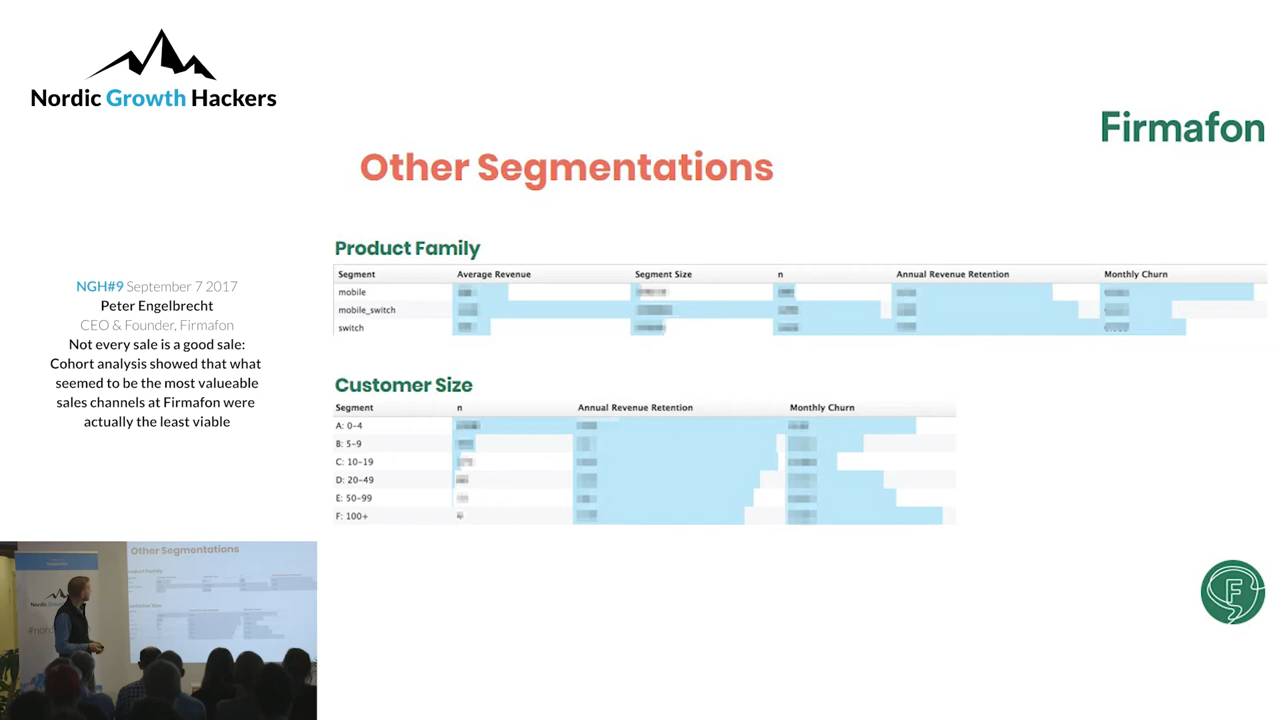 Nordic Growth Hackers
Firmafon
Other Segmentations
NGH#9 September 7 2017
Peter Engelbrecht
CEO & Founder, Firmafon
Not every sale is a good sale:
Cohort analysis showed that what
seemed to be the most valueable
sales channels at Firmafon were
actually the least viable
Product Family
Segment Average Revenue Segment Size n Annual Revenue Retention Monthly Churn
mobile
mobile_switch
switch
Customer Size
Segment n Annual Revenue Retention Monthly Churn
A: 0-4
B: 5-9
C: 10-19
D: 20-49
E: 50-99
F: 100+
F
Other Segmentations